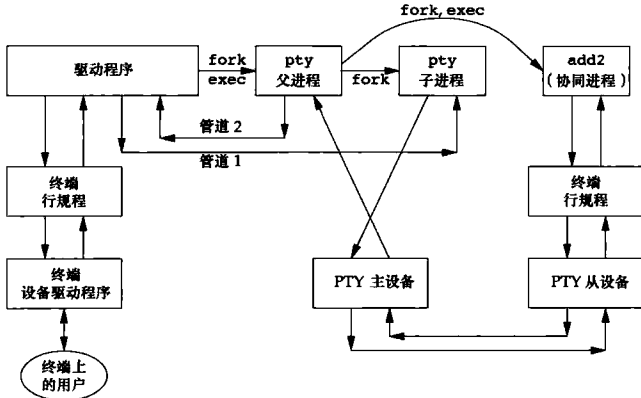 fork,exec
驱动程序
fork
exec
pty
父进程
fork
pty
子进程
add2
(协同进程)
管道 2
管道 1
终端
行规程
终端
行规程
终端
设备驱动程序
PTY 主设备
PTY 从设备
终端上
的用户